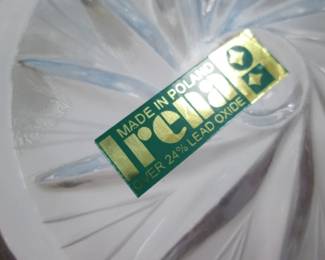 MADE IN POLAND
Irena
OVER 24% LEAD OXIDE